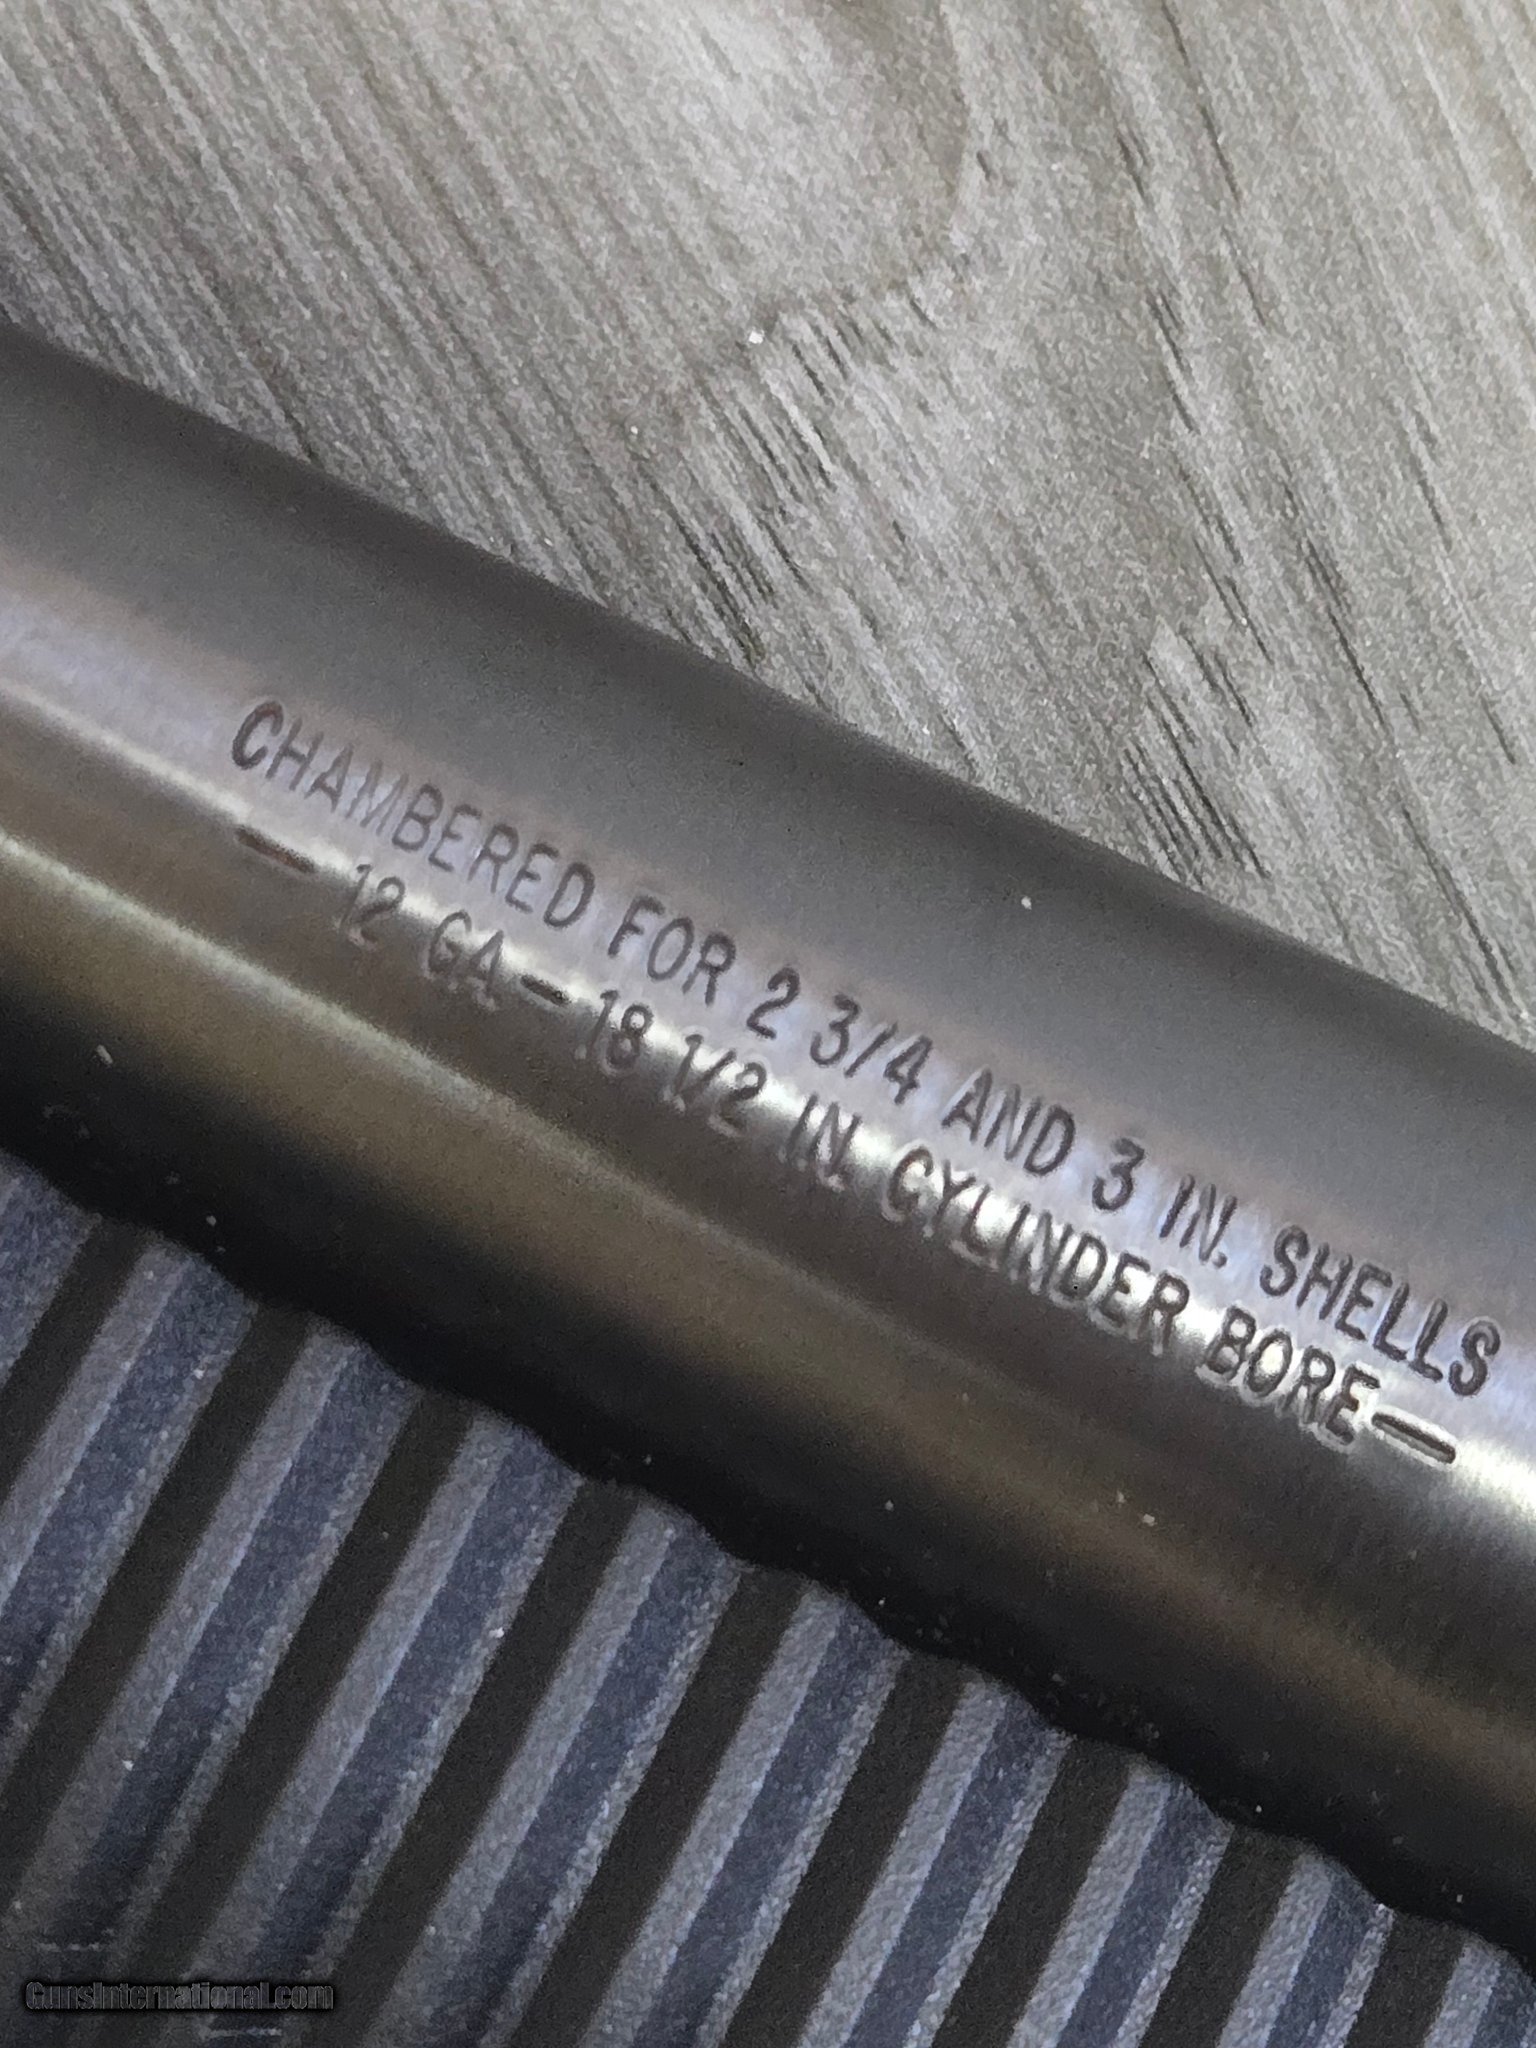 CHAMBERED FOR 2 3/4 AND 3 IN. SHELLS
— 12 GA — 18 1/2 IN. CYLINDER BORE —
GunsInternational.com